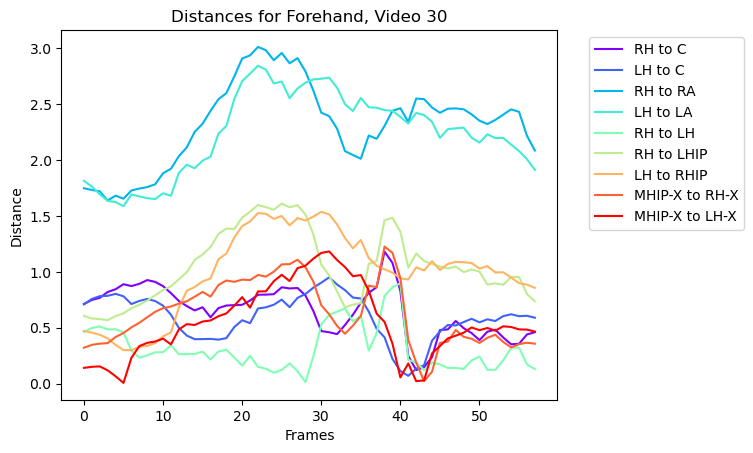 Distances for Forehand, Video 30
3.0
2.5
2.0
1.5
1.0
0.5
0.0
Distance
0 10 20 30 40 50
Frames
RH to C
LH to C
RH to RA
LH to LA
RH to LH
RH to LHIP
LH to RHIP
MHIP-X to RH-X
MHIP-X to LH-X